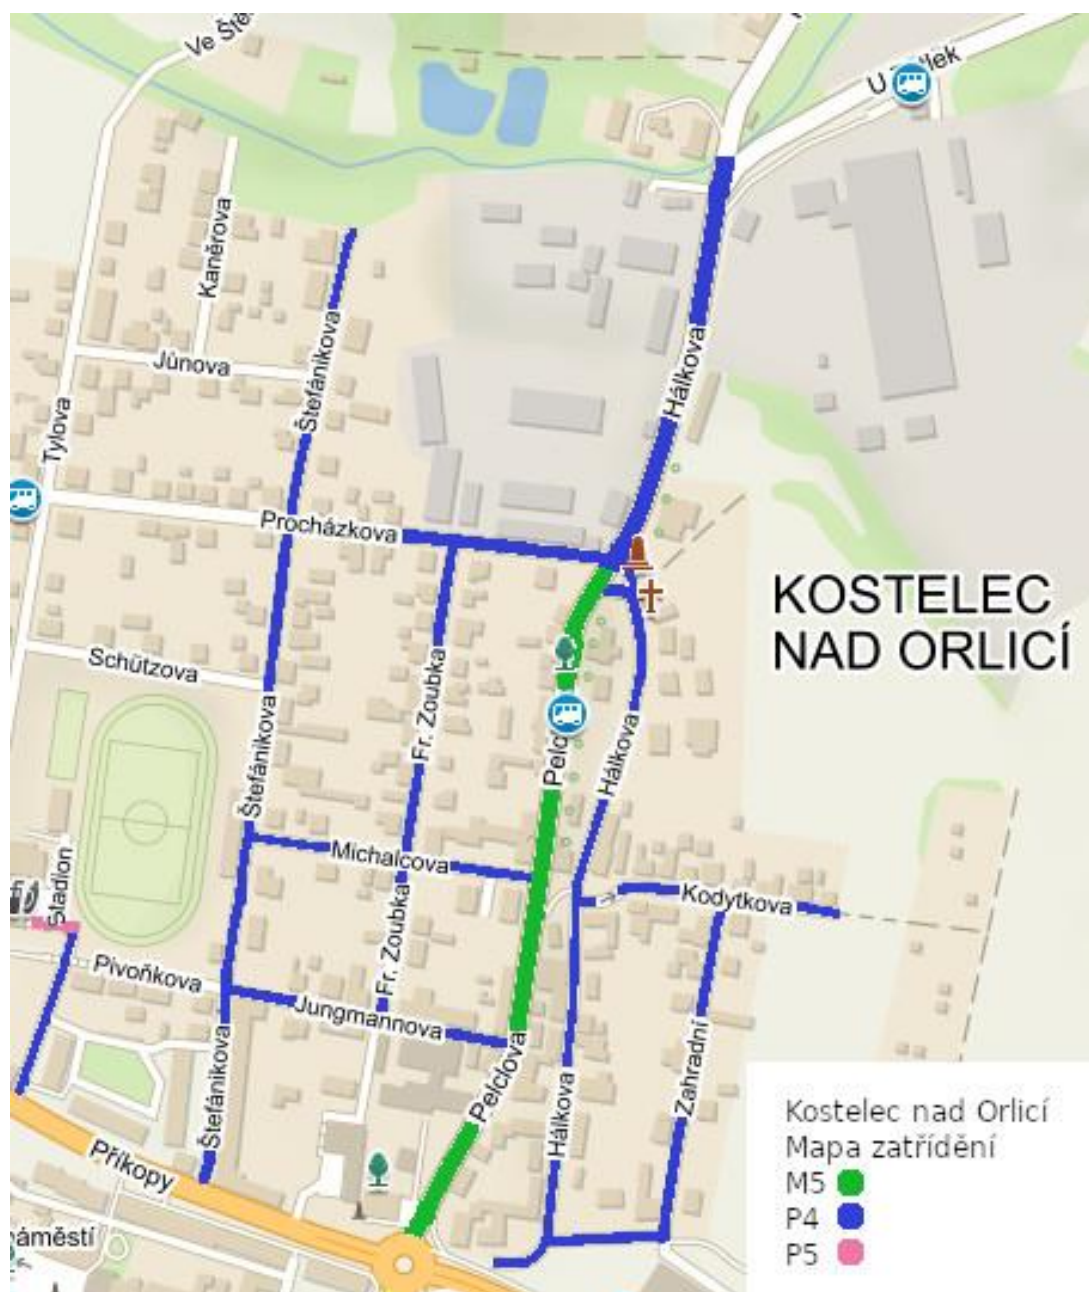 Ve Ště
U
lek
Kaněrova
Júnova
Štefánikova
Hálkova
Tylova
Procházkova
KOSTELEC
NAD ORLICÍ
Schützova
Fr. Zoubka
Štefánikova
Pelc
Hálkova
Michalcova
Stadion
Kodytkova
Fr. Zoubka
Pivoňkova
Jungmannova
Štefánikova
Pelclova
Zahradní
Hálkova
Příkopy
áměstí
Kostelec nad Orlicí
Mapa zatřídění
M5
P4
P5